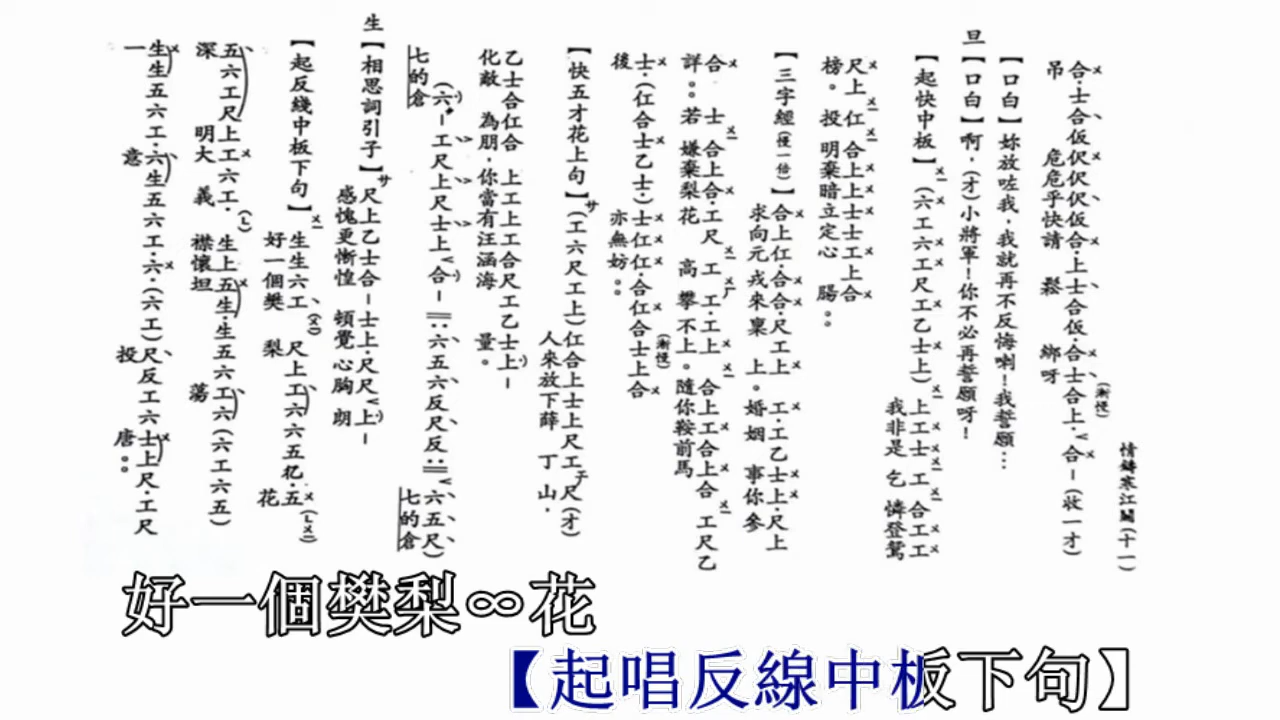 情鑄寒江關(十一)
合.士合仮伬伬仮合.上士合仮.合士合上.合－(收一才)
弔 危危乎快請 鬆 綁呀 (漸慢)
【口白】妳放咗我.我就再不反悔喇!我誓願…
旦【口白】啊.(才)小將軍!你不必再誓願呀!
【起快中板】(六工六工尺工乙士上)上工士工合工工
我非是乞憐登鴛
尺上仜合上上士士工上合
榜。投明棄暗立定心腸。。
【三字經(慢一倍)】合上仜.合合.尺工上 工.工乙士上.尺上
求向元戎來稟上。婚姻事你參
合 士合上合.工尺工工.工上 合上工合上合 工尺乙
詳。。若嫌棄梨花 高攀不上。隨你鞍前馬
士.(仜合士乙士.)士仜仜.合仜合士上合
後 亦無妨。。 (漸慢)
【快五才花上句】(工六尺工上)仜合上士上尺工尺(才)
人來放下薛丁山.
乙士合仜合 上工上工合尺工乙士上－
化敵為朋.你當有汪涵海量。
(六.－工尺上尺士上合－‖:六五六反尺反:‖六五尺)
七的倉 七的倉
生【相思詞引子】尺上乙士合－士上.尺尺上－
感愧更慚惶 頓覺心胸朗
【起反綫中板下句】生生六工 尺上工六六五 五
好一個樊梨花
五六工尺上工六工.生上五生.生五六工六(六工六五)
深明大義 襟懷坦蕩
生生五六工.六生五六工.六.(六工)尺反工六士上尺.工尺
一意投唐。。
好一個樊梨∞花
【起唱反線中板下句】